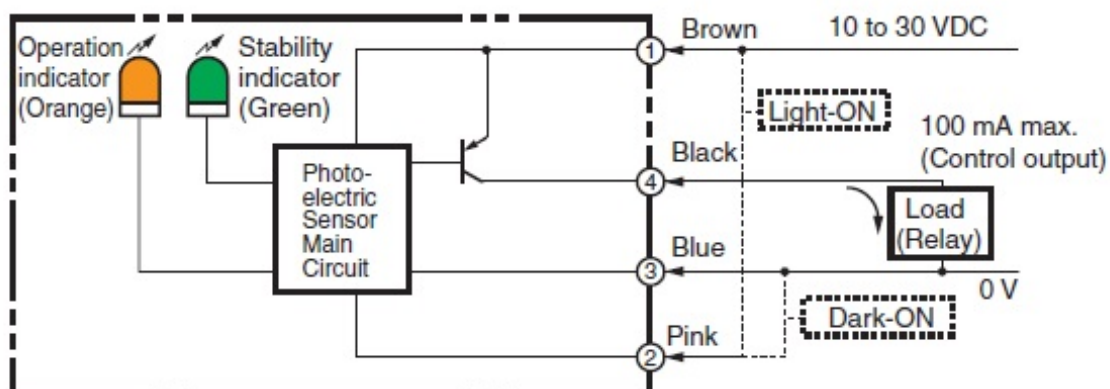 Operation
indicator
(Orange)
Stability
indicator
(Green)
Photo-
electric
Sensor
Main
Circuit
1
Brown
10 to 30 VDC
Light-ON
100 mA max.
(Control output)
Black
4
Load
(Relay)
Blue
3
0 V
Dark-ON
Pink
2